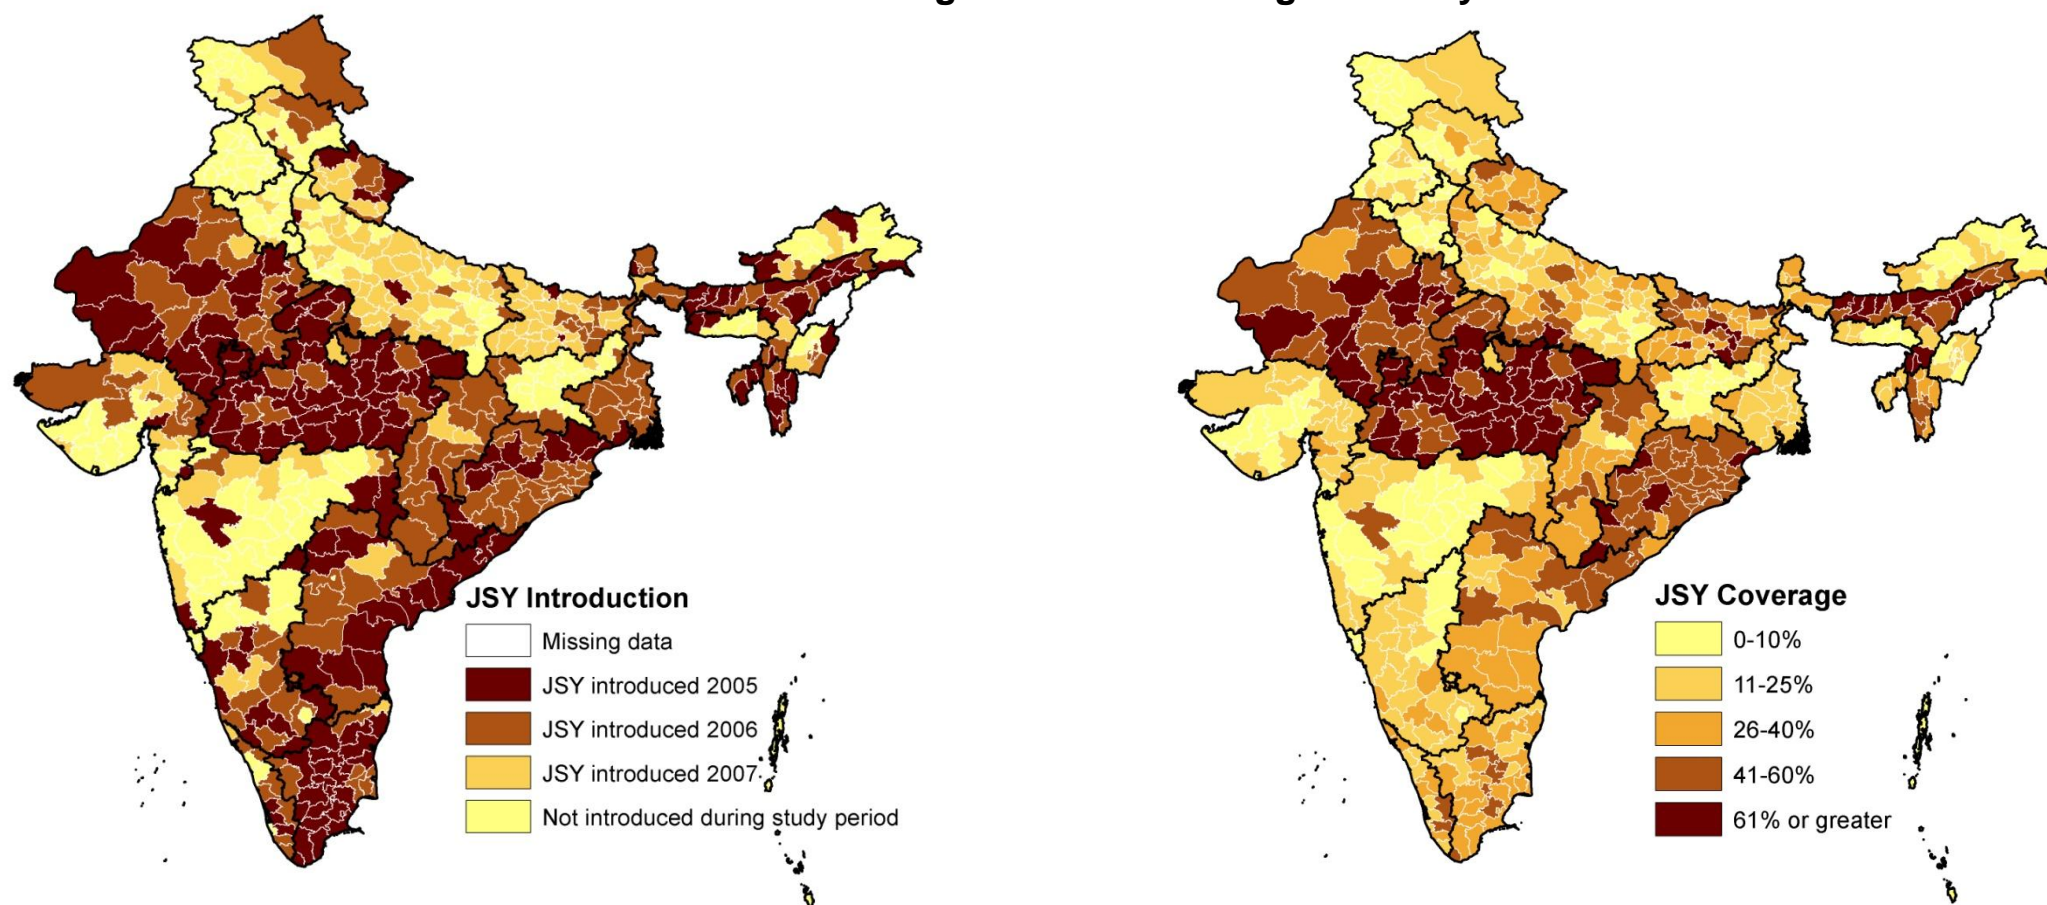 JSY Introduction
Missing data
JSY introduced 2005
JSY introduced 2006
JSY introduced 2007
Not introduced during study period
JSY Coverage
0-10%
11-25%
26-40%
41-60%
61% or greater